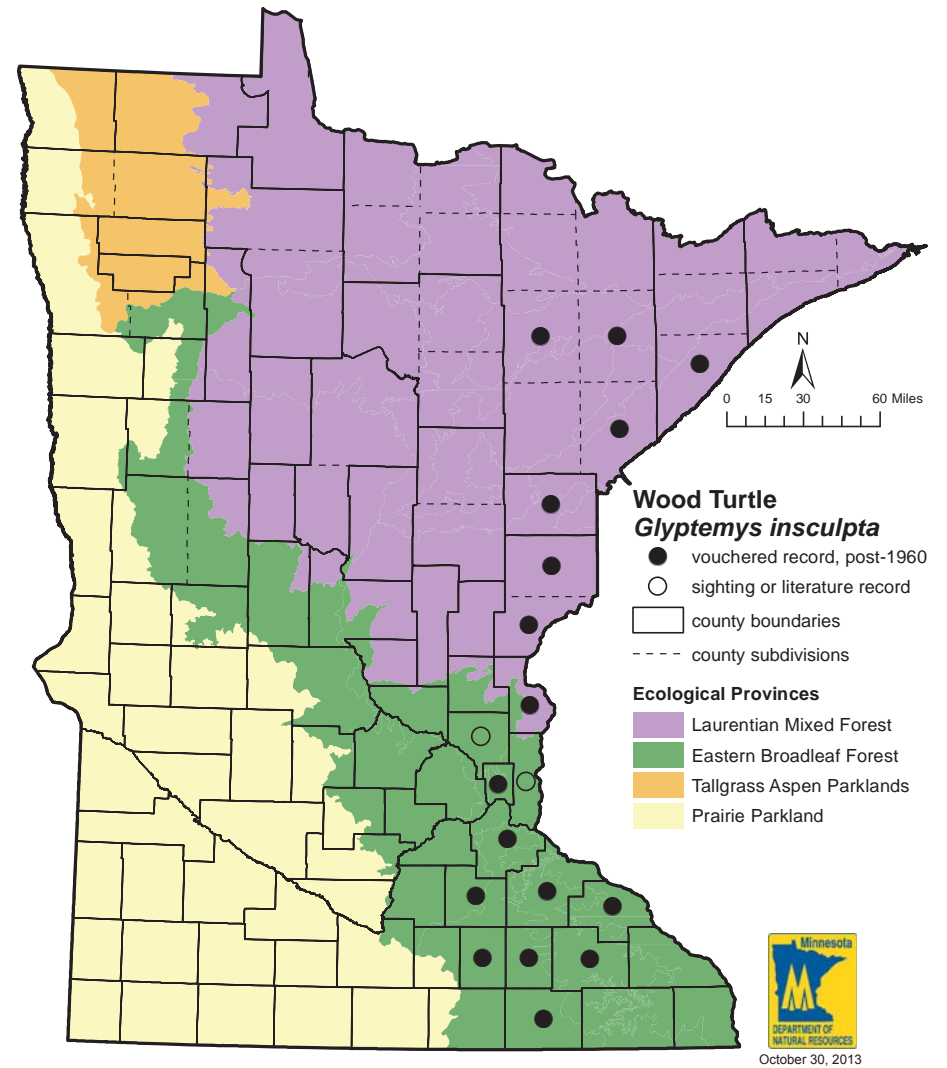 N
0 15 30 60 Miles
Wood Turtle
Glyptemys insculpta
vouchered record, post-1960
sighting or literature record
county boundaries
county subdivisions
Ecological Provinces
Laurentian Mixed Forest
Eastern Broadleaf Forest
Tallgrass Aspen Parklands
Prairie Parkland
Minnesota
M
DEPARTMENT OF
NATURAL RESOURCES
October 30, 2013